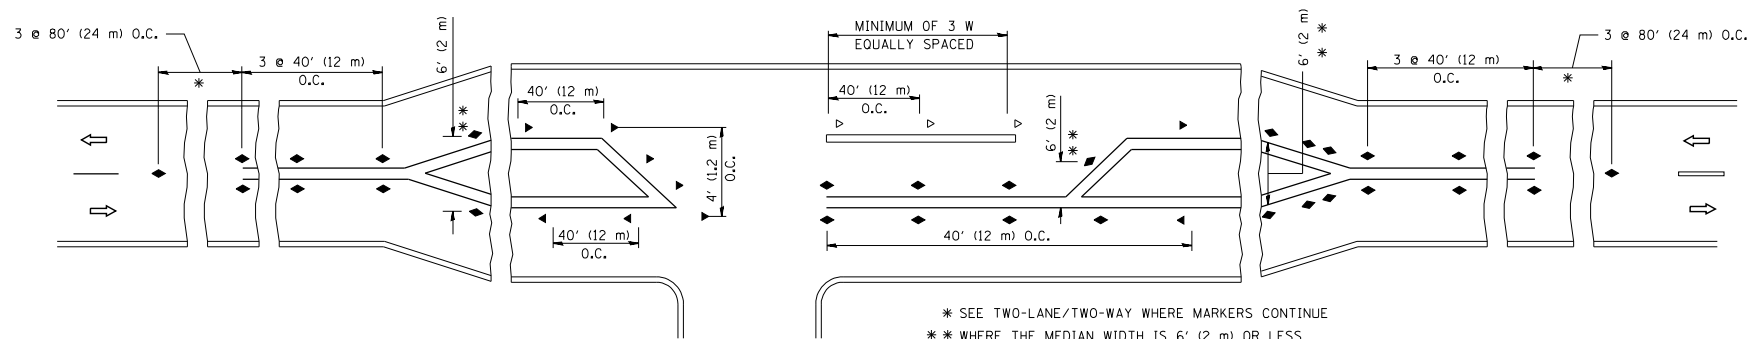 3 @ 80' (24 m) O.C.
*
3 @ 40' (12 m)
O.C.
6' (2 m)
**
40' (12 m)
O.C.
4' (1.2 m)
O.C.
40' (12 m)
O.C.
MINIMUM OF 3 W
EQUALLY SPACED
40' (12 m)
O.C.
6' (2 m)
**
40' (12 m) O.C.
6' (2 m) **
3 @ 40' (12 m)
O.C.
*
3 @ 80' (24 m) O.C.
* SEE TWO-LANE/TWO-WAY WHERE MARKERS CONTINUE
** WHERE THE MEDIAN WIDTH IS 6' (2 m) OR LESS